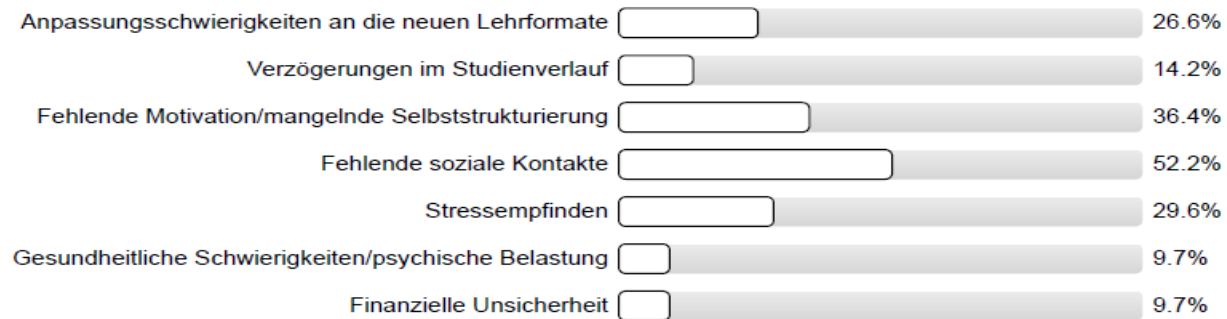 Anpassungsschwierigkeiten an die neuen Lehrformate 26.6%
Verzögerungen im Studienverlauf 14.2%
Fehlende Motivation/mangelnde Selbststrukturierung 36.4%
Fehlende soziale Kontakte 52.2%
Stressempfinden 29.6%
Gesundheitliche Schwierigkeiten/psychische Belastung 9.7%
Finanzielle Unsicherheit 9.7%